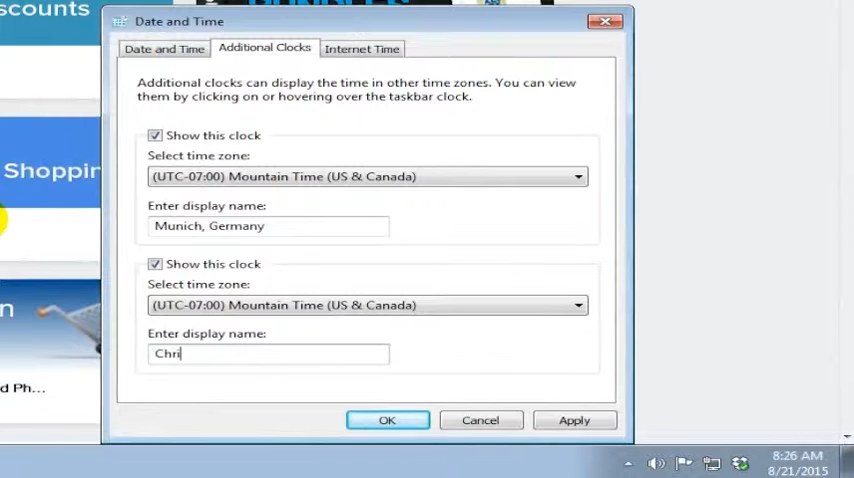 scounts
Date and Time
Date and Time
Additional Clocks
Internet Time
Additional clocks can display the time in other time zones. You can view
them by clicking on or hovering over the taskbar clock.
Show this clock
Select time zone:
(UTC-07:00) Mountain Time (US & Canada)
Enter display name:
Munich, Germany
Show this clock
Select time zone:
(UTC-07:00) Mountain Time (US & Canada)
Enter display name:
Chri
Shoppin
n
d Ph...
OK
Cancel
Apply
8:26 AM
8/21/2015